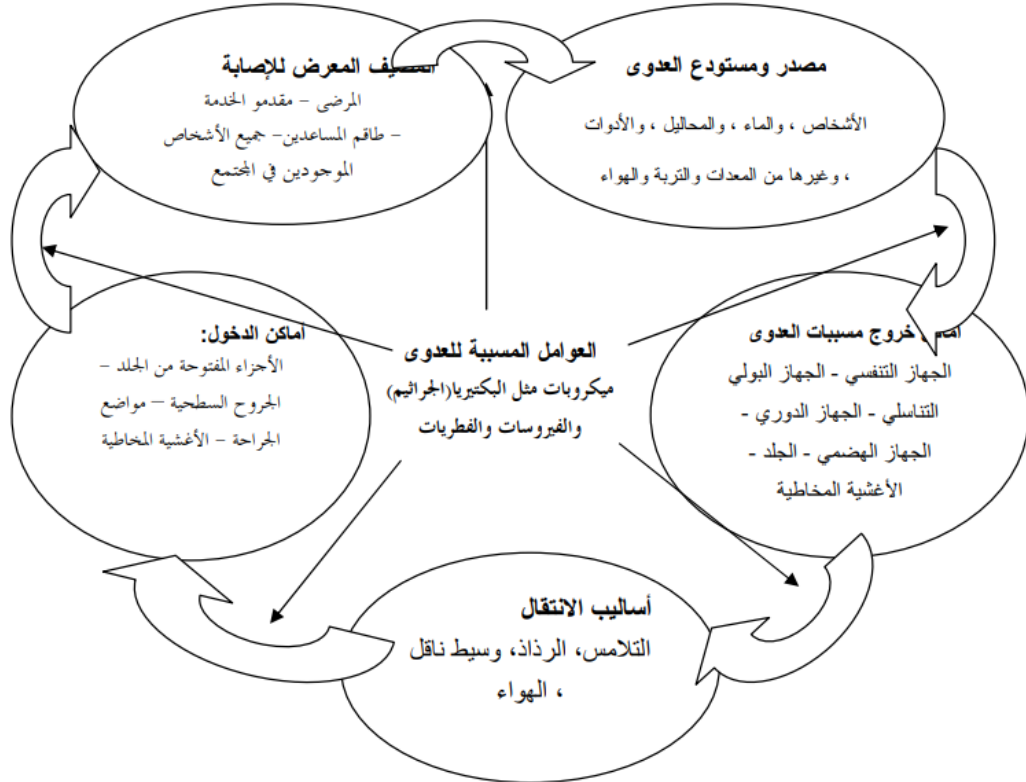 مصدر ومستودع العدوى
الأشخاص ، والماء ، والمحاليل ، والأدوات
، وغيرها من المعدات والتربة والهواء
المعرض للإصابة
المرضى – مقدمو الخدمة
– طاقم المساعدين– جميع الأشخاص
الموجودين في المجتمع
خروج مسببات العدوى
الجهاز التنفسي - الجهاز البولي
التناسلي - الجهاز الدوري -
الجهاز الهضمي - الجلد -
الأغشية المخاطية
العوامل المسببة للعدوى
ميكروبات مثل البكتيريا(الجراثيم)
والفيروسات والفطريات
أماكن الدخول:
الأجزاء المفتوحة من الجلد –
الجروح السطحية – مواضع
الجراحة – الأغشية المخاطية
أساليب الانتقال
التلامس، الرذاذ، وسيط ناقل
، الهواء